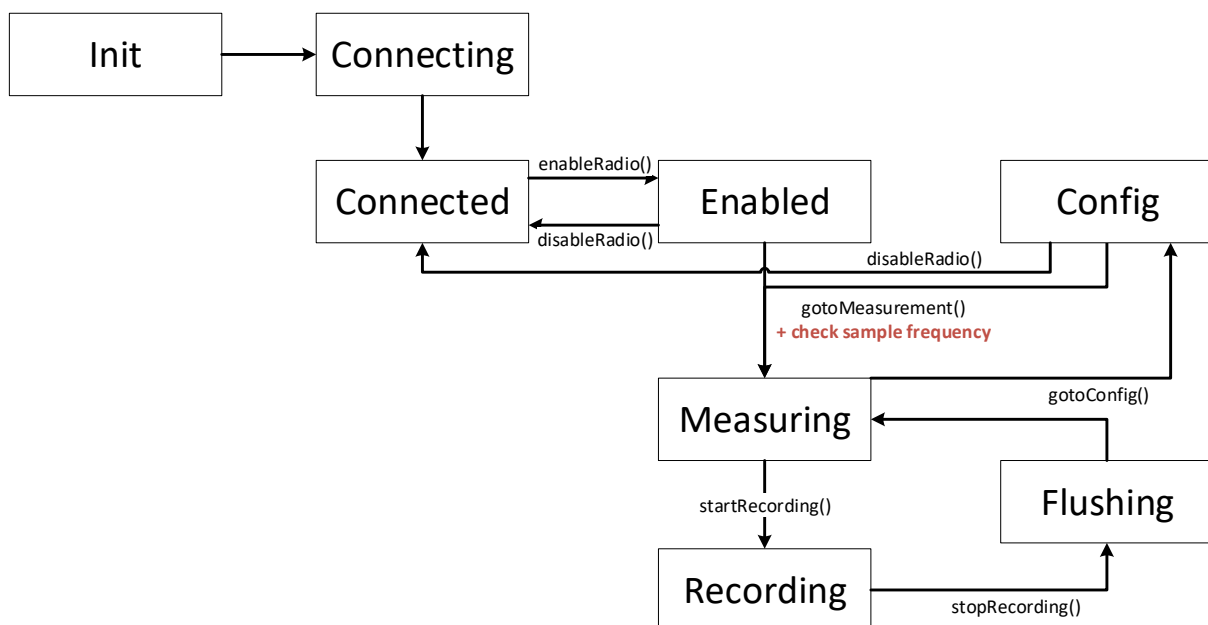 Init
Connecting
enableRadio()
Connected
Enabled
Config
disableRadio()
disableRadio()
gotoMeasurement()
+ check sample frequency
Measuring
gotoConfig()
startRecording()
Flushing
Recording
stopRecording()